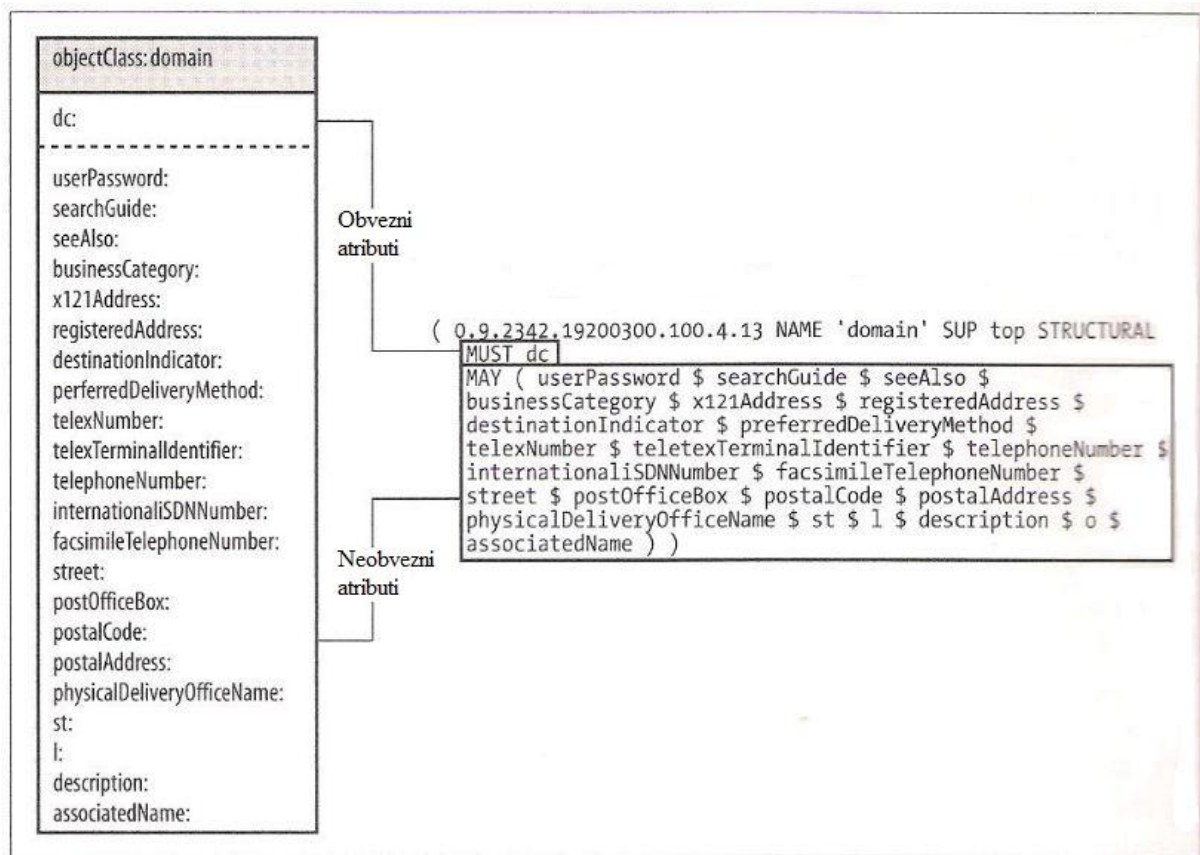 objectClass: domain
dc:
userPassword:
searchGuide:
seeAlso:
businessCategory:
x121Address:
registeredAddress:
destinationIndicator:
perferredDeliveryMethod:
telexNumber:
telexTerminalIdentifier:
telephoneNumber:
internationaliSDNNumber:
facsimileTelephoneNumber:
street:
postOfficeBox:
postalCode:
postalAddress:
physicalDeliveryOfficeName:
st:
l:
description:
associatedName:
Obvezni
atributi
Neobvezni
atributi
( 0.9.2342.19200300.100.4.13 NAME 'domain' SUP top STRUCTURAL
MUST dc
MAY ( userPassword $ searchGuide $ seeAlso $
businessCategory $ x121Address $ registeredAddress $
destinationIndicator $ preferredDeliveryMethod $
telexNumber $ teletexTerminalIdentifier $ telephoneNumber $
internationaliSDNNumber $ facsimileTelephoneNumber $
street $ postOfficeBox $ postalCode $ postalAddress $
physicalDeliveryOfficeName $ st $ l $ description $ o $
associatedName ) )